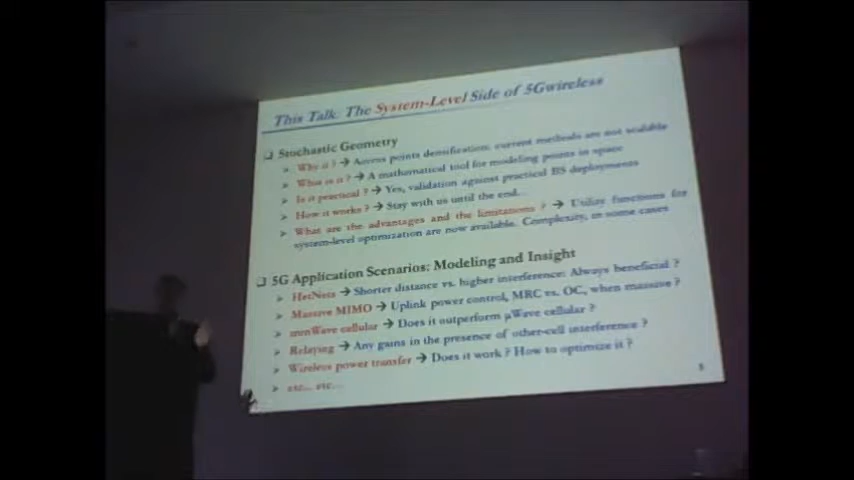 This Talk: The System-Level Side of 5Gwireless
❑ Stochastic Geometry
➢ Why it ? → Access points densification: current methods are not scalable
➢ What is it ? → A mathematical tool for modeling points in space
➢ Is it practical ? → Yes, validation against practical BS deployments
➢ How it works ? → Stay with us until the end...
➢ What are the advantages and the limitations ? → Utilize functions for
system-level optimization are now available. Complexity, in some cases
❑ 5G Application Scenarios: Modeling and Insight
➢ HetNets → Shorter distance vs. higher interference: Always beneficial ?
➢ Massive MIMO → Uplink power control, MRC vs. OC, when massive ?
➢ mmWave cellular → Does it outperform µWave cellular ?
➢ Relaying → Any gains in the presence of other-cell interference ?
➢ Wireless power transfer → Does it work ? How to optimize it ?
➢ etc... etc...